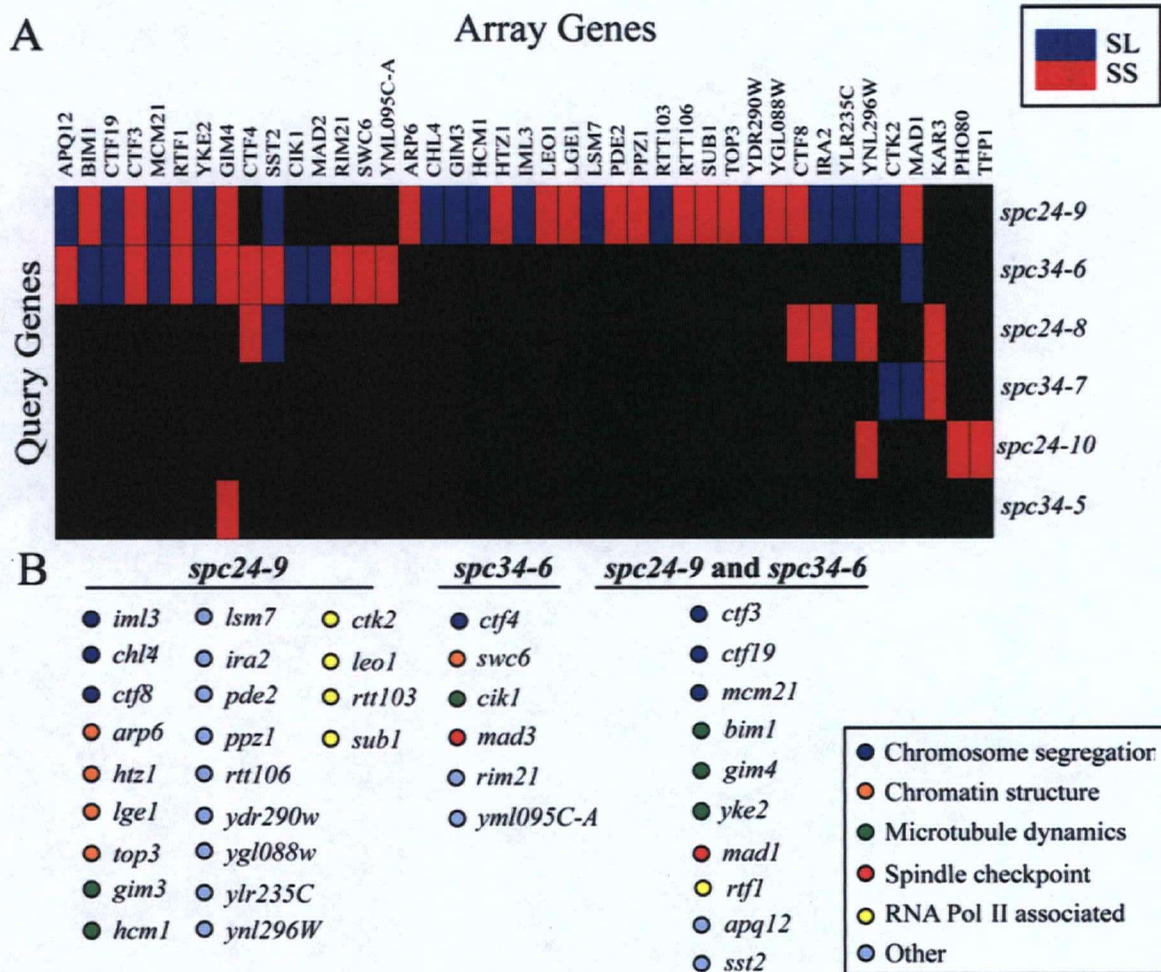 A
Array Genes
SL
SS
APQ12
BIM1
CTF19
CTF3
MCM21
RTF1
YKE2
GIM4
CTF4
SST2
CIK1
MAD2
RIM21
SWC6
YML095C-A
ARP6
CHL4
GIM3
HCM1
HTZ1
IML3
LEO1
LGE1
LSM7
PDE2
PPZ1
RTT103
RTT106
SUB1
TOP3
YDR290W
YGL088W
CTF8
IRA2
YLR235C
YNL296W
CTK2
MAD1
KAR3
PHO80
TFP1
Query Genes
spc24-9
spc34-6
spc24-8
spc34-7
spc24-10
spc34-5
B
spc24-9
iml3
chl4
ctf8
arp6
htz1
lge1
top3
gim3
hcm1
lsm7
ira2
pde2
ppz1
rtt106
ydr290w
ygl088w
ylr235C
ynl296W
ctk2
leo1
rtt103
sub1
spc34-6
ctf4
swc6
cik1
mad3
rim21
yml095C-A
spc24-9 and spc34-6
ctf3
ctf19
mcm21
bim1
gim4
yke2
mad1
rtf1
apq12
sst2
Chromosome segregation
Chromatin structure
Microtubule dynamics
Spindle checkpoint
RNA Pol II associated
Other